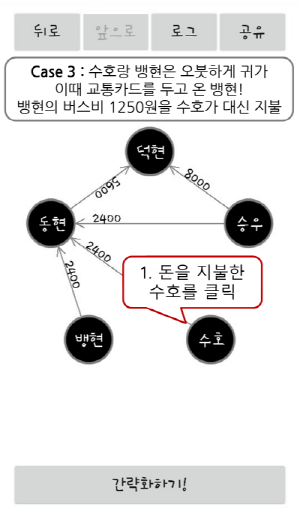 뒤로 앞으로 로그 공유
Case 3 : 수호랑 뱅현은 오붓하게 귀가
이때 교통카드를 두고 온 뱅현!
뱅현의 버스비 1250원을 수호가 대신 지불
덕현
5600
8000
동현
2400
승우
2400
2400
1. 돈을 지불한
수호를 클릭
뱅현
수호
간략화하기!